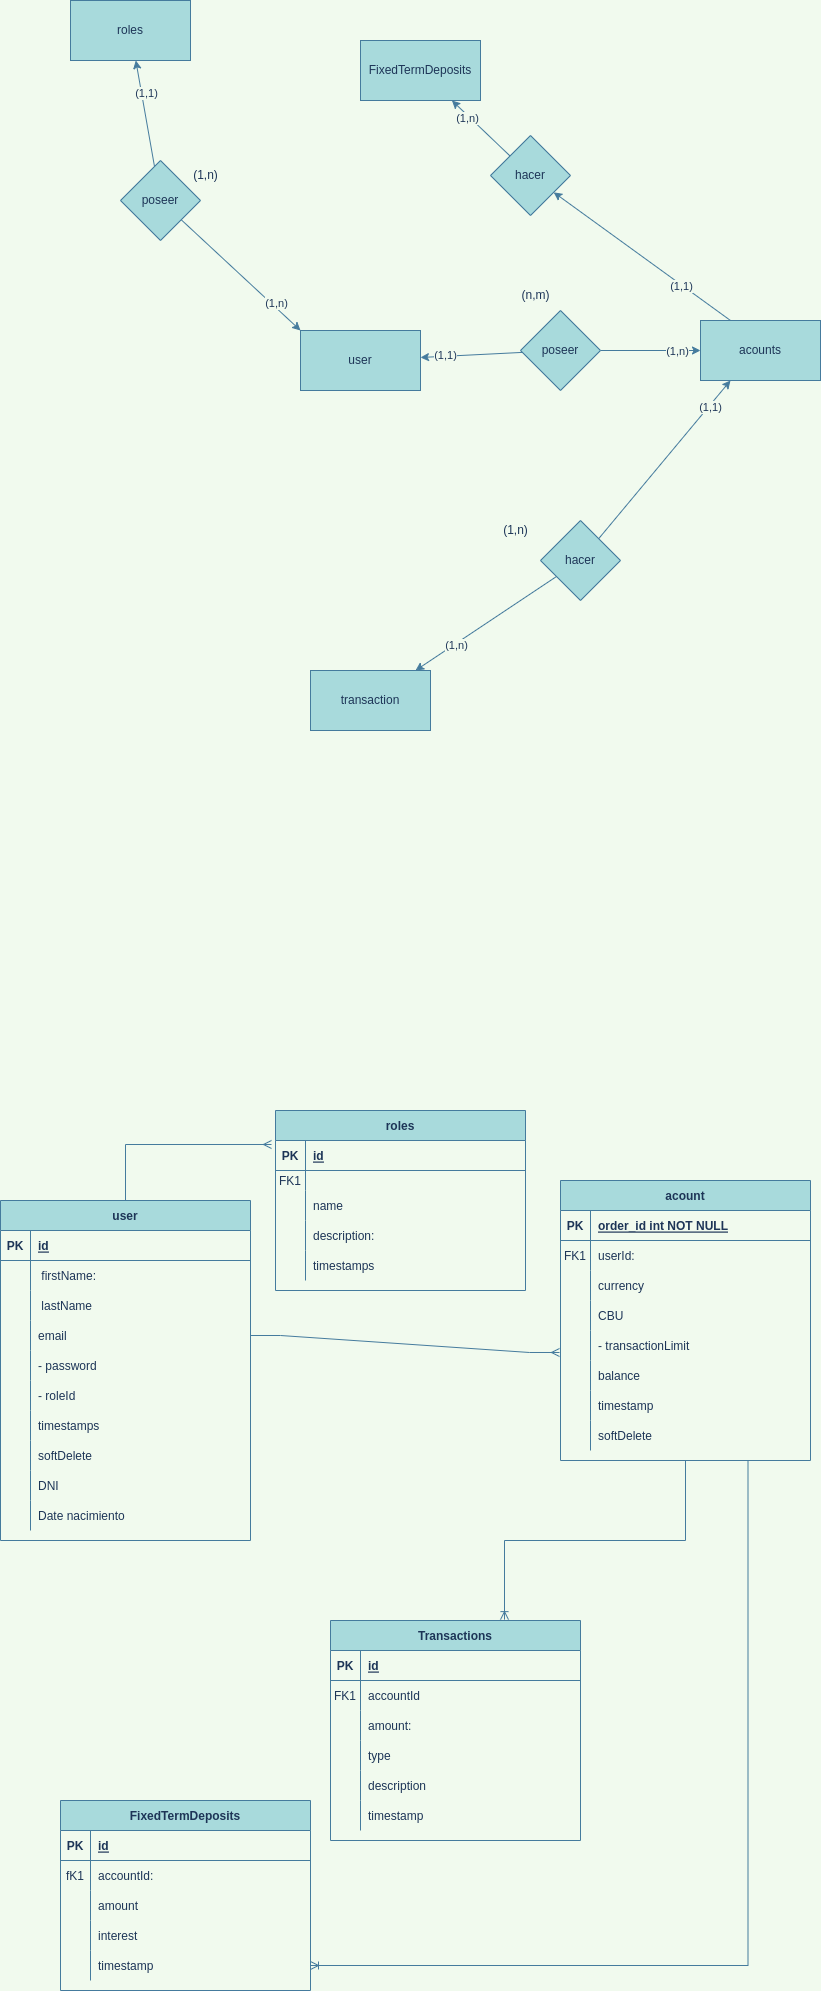 roles
FixedTermDeposits
(1,1)
(1,n)
hacer
(1,n)
poseer
(1,1)
(n,m)
(1,n)
user
(1,1)
poseer
(1,n)
acounts
(1,1)
(1,n)
hacer
(1,n)
transaction
roles
PK id
FK1
name
description:
timestamps
user
PK id
firstName:
lastName
email
- password
- roleId
timestamps
softDelete
DNI
Date nacimiento
acount
PK order_id int NOT NULL
FK1 userId:
currency
CBU
- transactionLimit
balance
timestamp
softDelete
Transactions
PK id
FK1 accountId
amount:
type
description
timestamp
FixedTermDeposits
PK id
fK1 accountId:
amount
interest
timestamp